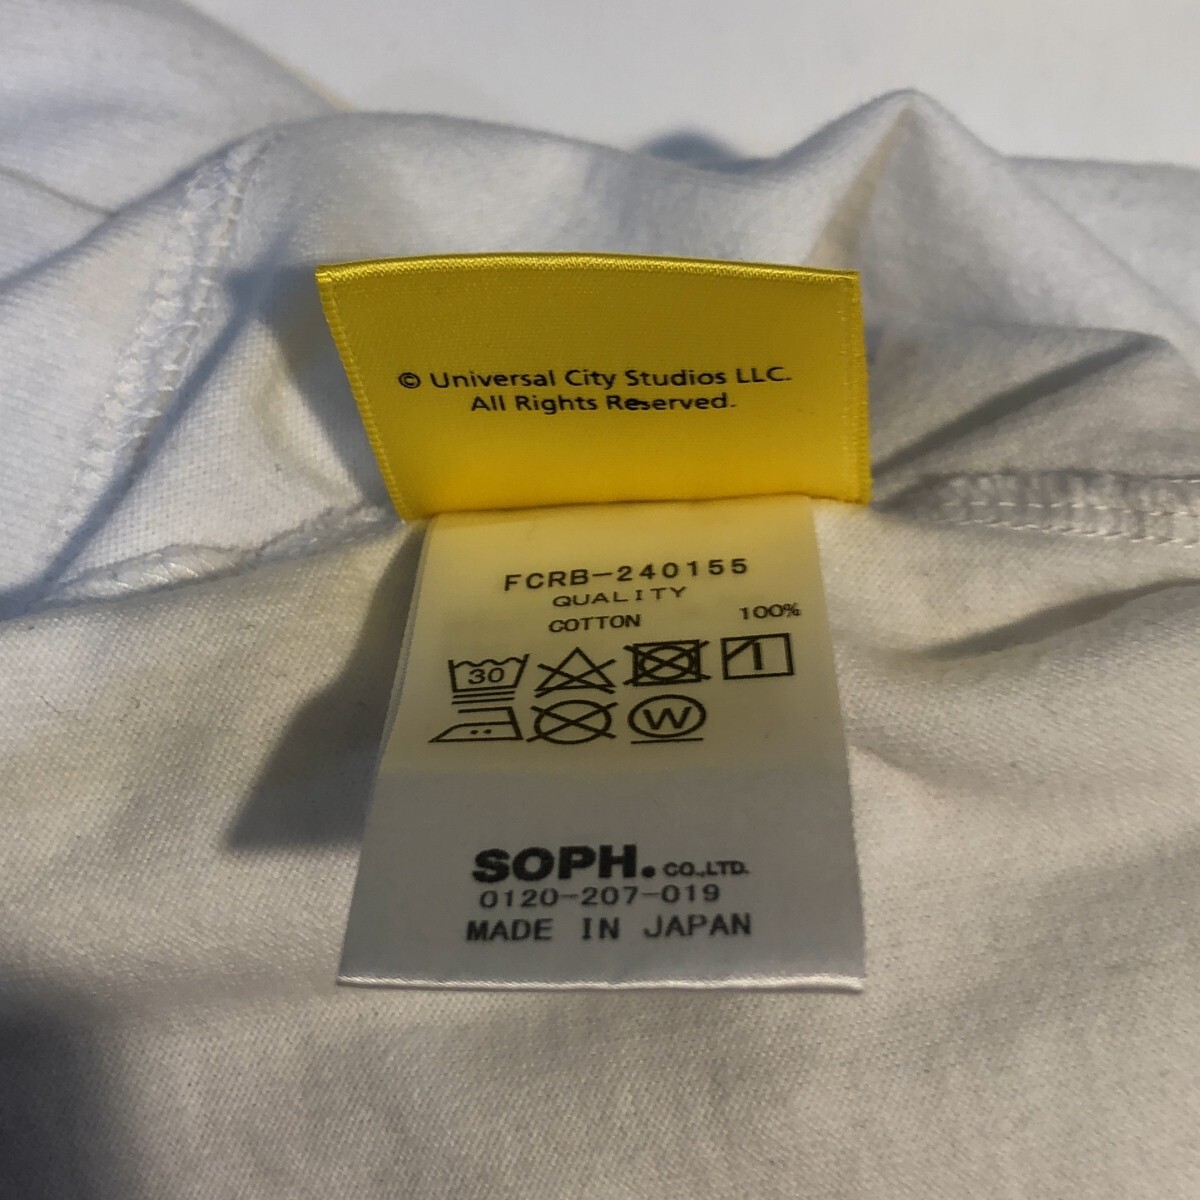 © Universal City Studios LLC.
All Rights Reserved.
FCRB-240155
QUALITY
COTTON 100%
30
W
SOPH. CO.,LTD.
0120-207-019
MADE IN JAPAN